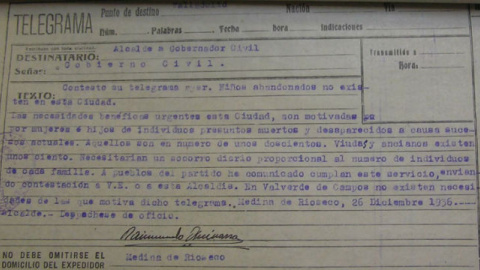 TELEGRAMA
Punto de destino Valladolid
Núm. Palabras Fecha hora Indicaciones
Alcalde a Gobernador Civil
DESTINATARIO:
Señas: Gobierno Civil.
Transmitido a
Hora:
TEXTO: Contesto su telegrama ayer. Niños abandonados no exis-
ten en esta Ciudad.
Las necesidades benéficas urgentes esta Ciudad, son motivadas po
por mujeres e hijos de individuos presuntos muertos y desaparecidos a causa suce-
sos actuales. Aquellos son en numero de unos doscientos. Viudas y ancianos existen
unos ciento. Necesitarian un socorro diario proporcional al numero de individuos
de cada familia. A pueblos del partido he comunicado cumplan este servicio, envian
do contestación a V.E. o a esta Alcaldia. En Valverde de Campos no existen necesi
dades de las que motiva dicho telegrama. Medina de Rioseco, 26 Diciembre 1936.
Alcalde.- Despachese de oficio.
NO DEBE OMITIRSE EL
DOMICILIO DEL EXPEDIDOR
Medina de Rioseco